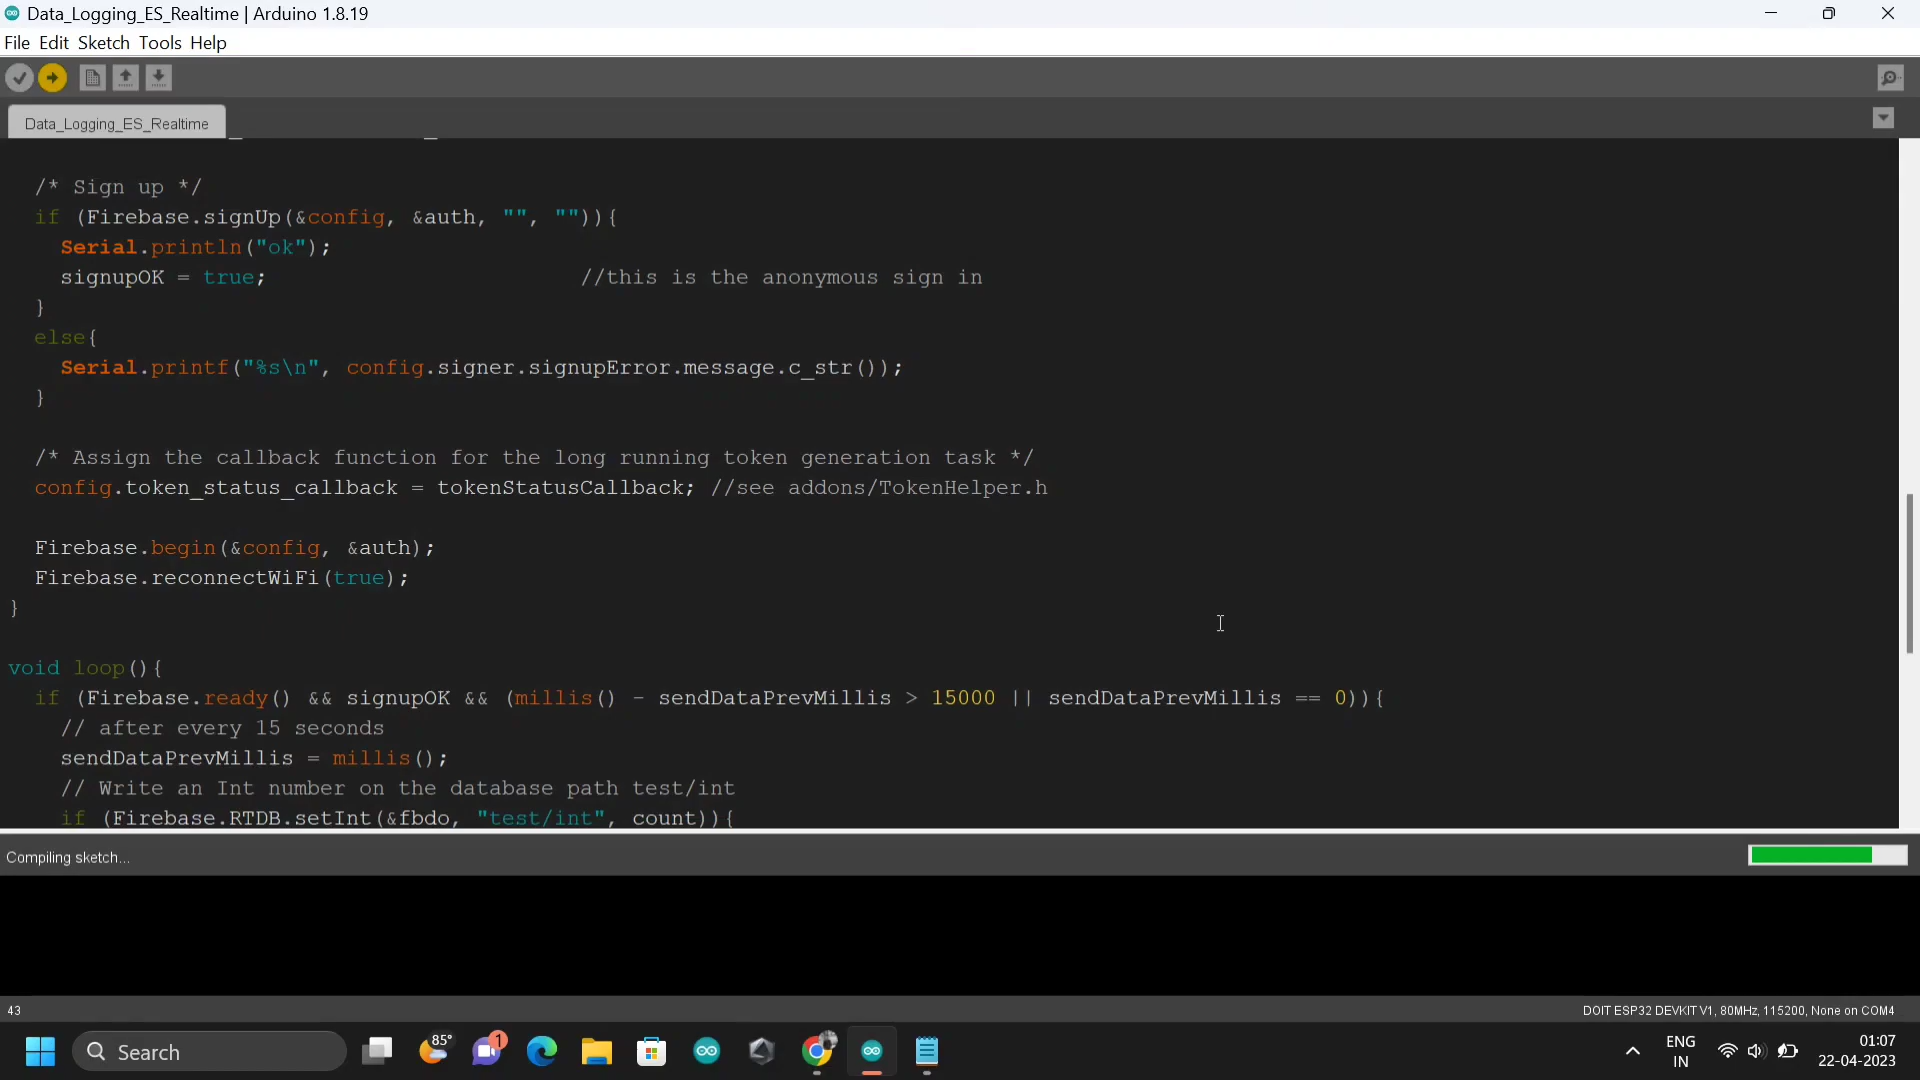 Data_Logging_ES_Realtime | Arduino 1.8.19
File Edit Sketch Tools Help
Data_Logging_ES_Realtime
/* Sign up */
if (Firebase.signUp(&config, &auth, "", "")){
Serial.println("ok");
signupOK = true; //this is the anonymous sign in
}
else{
Serial.printf("%s\n", config.signer.signupError.message.c_str());
}
/* Assign the callback function for the long running token generation task */
config.token_status_callback = tokenStatusCallback; //see addons/TokenHelper.h
Firebase.begin(&config, &auth);
Firebase.reconnectWiFi(true);
}
void loop(){
if (Firebase.ready() && signupOK && (millis() - sendDataPrevMillis > 15000 || sendDataPrevMillis == 0)){
// after every 15 seconds
sendDataPrevMillis = millis();
// Write an Int number on the database path test/int
if (Firebase.RTDB.setInt(&fbdo, "test/int", count)){
Compiling sketch...
43
DOIT ESP32 DEVKIT V1, 80MHz, 115200, None on COM4
Search
85°
1
ENG
IN
01:07
22-04-2023